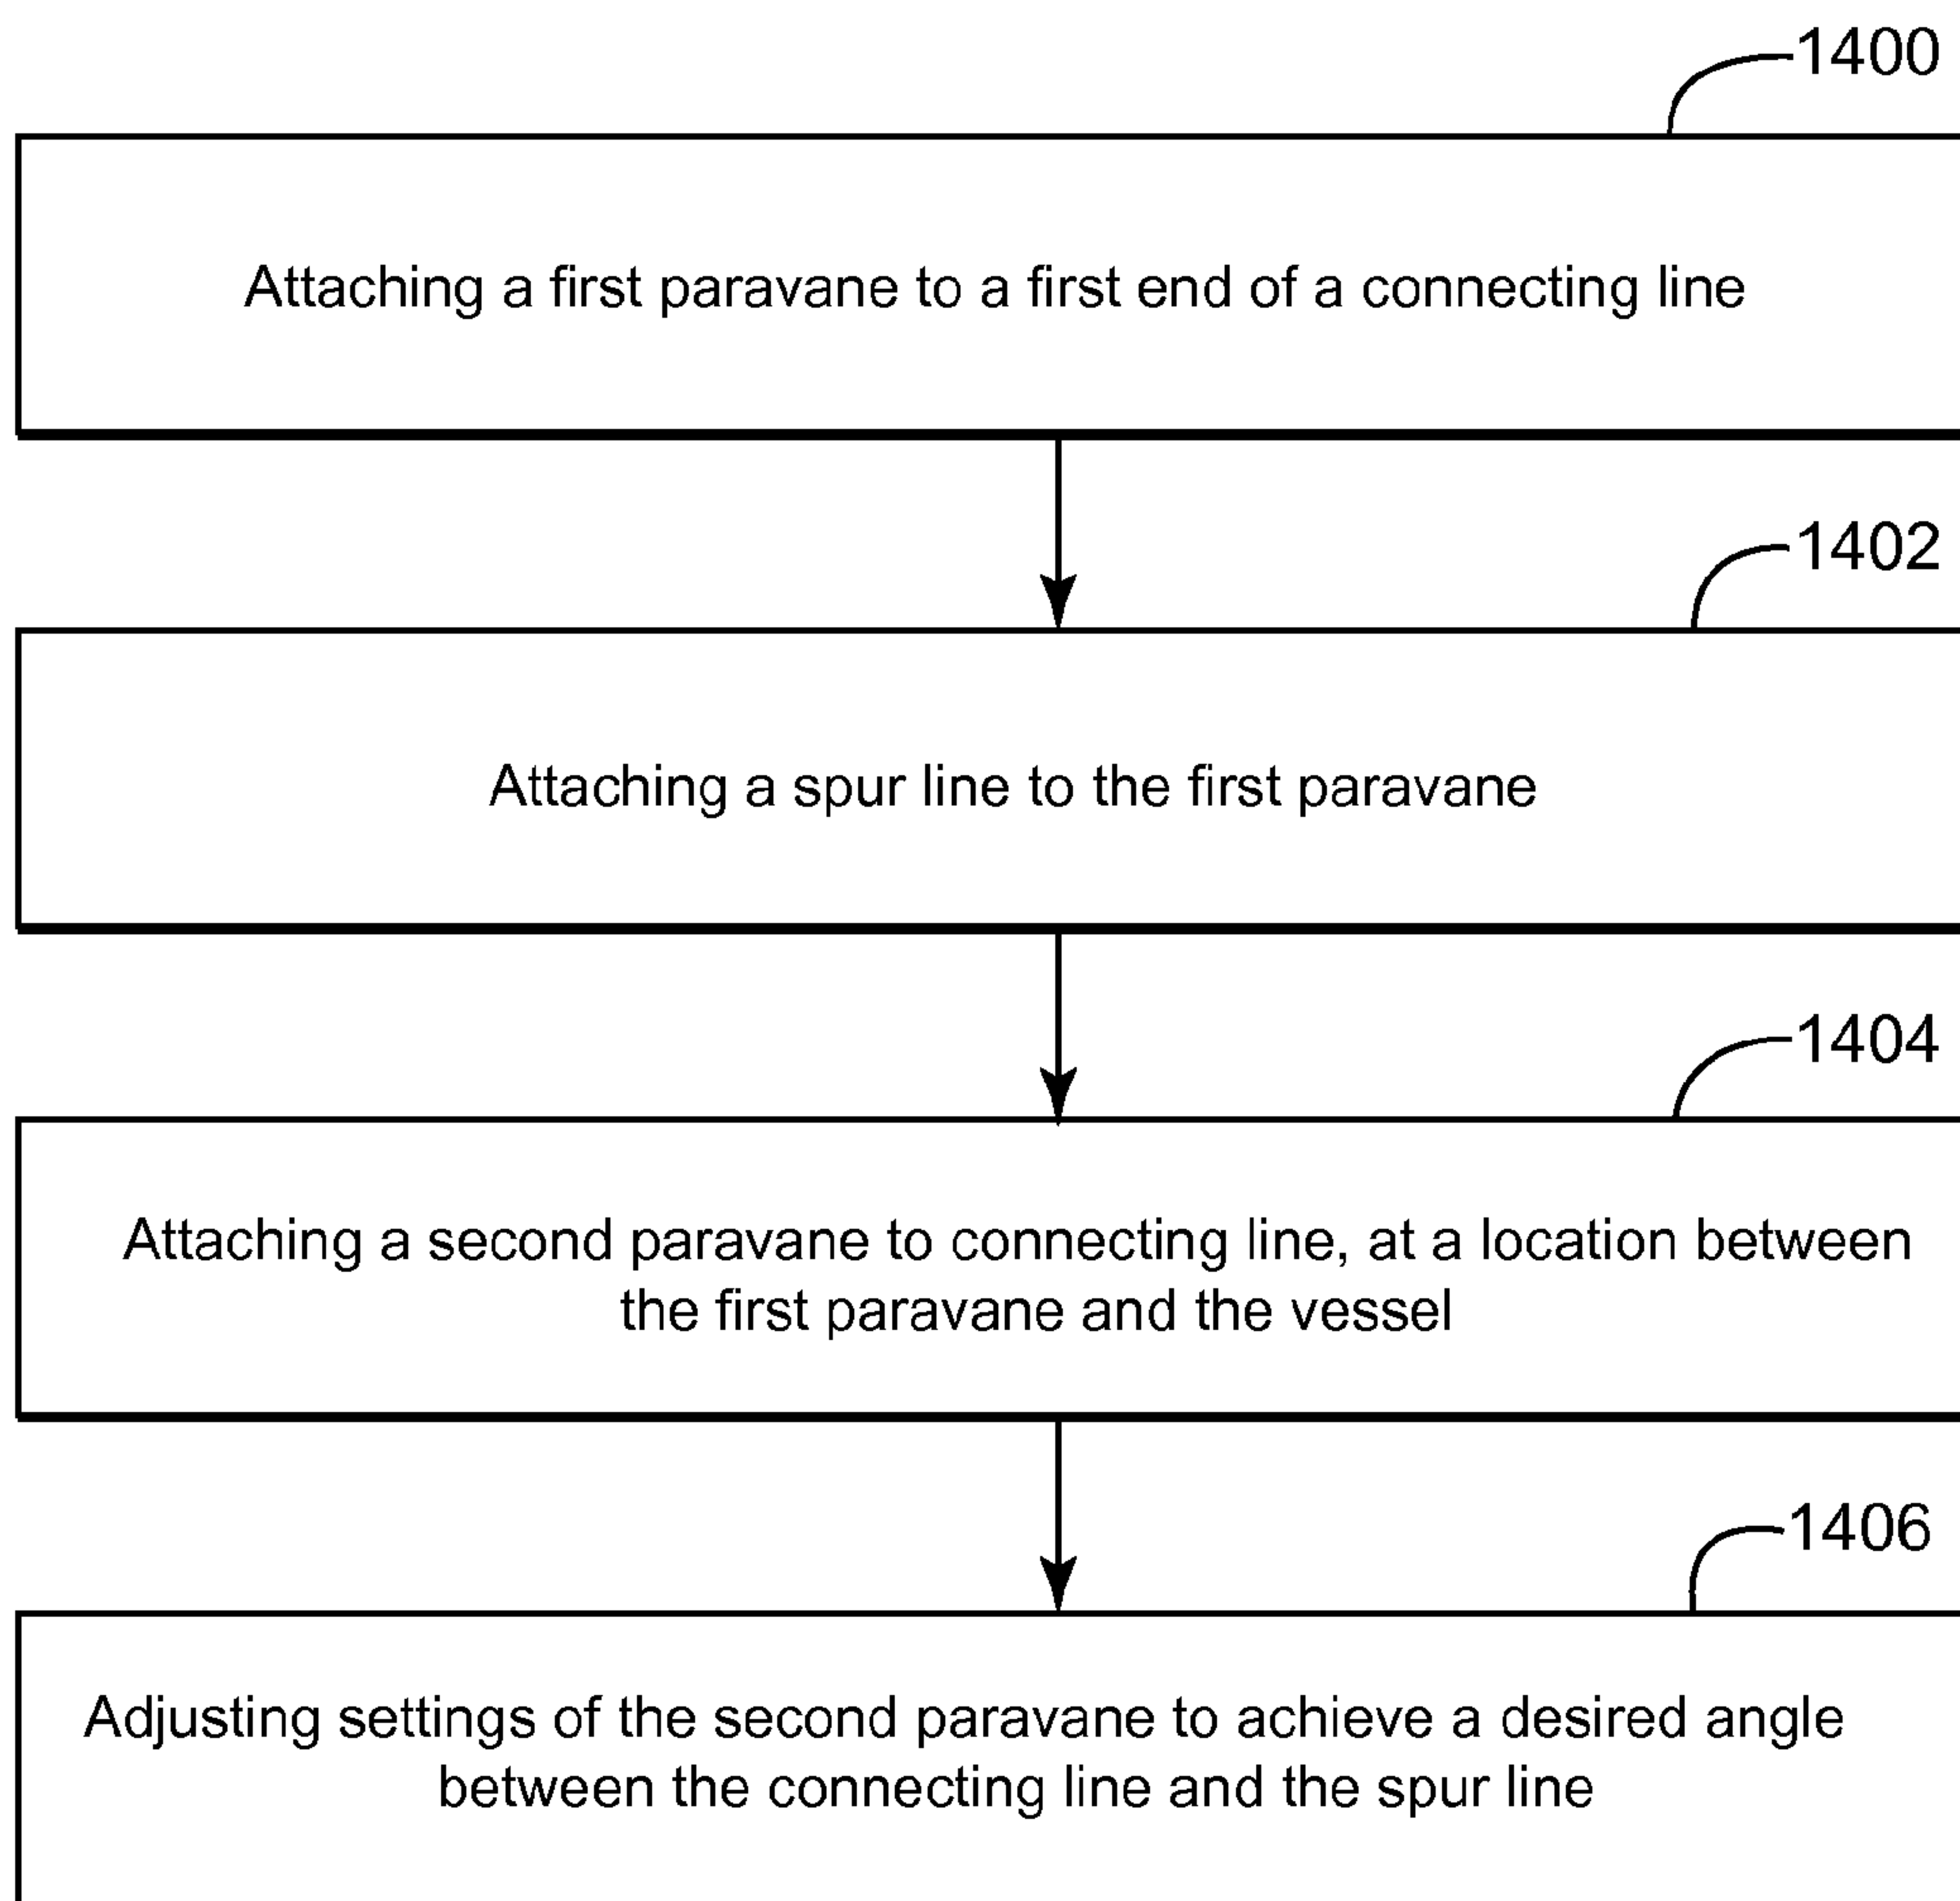 1400
Attaching a first paravane to a first end of a connecting line
1402
Attaching a spur line to the first paravane
1404
Attaching a second paravane to connecting line, at a location between
the first paravane and the vessel
1406
Adjusting settings of the second paravane to achieve a desired angle
between the connecting line and the spur line